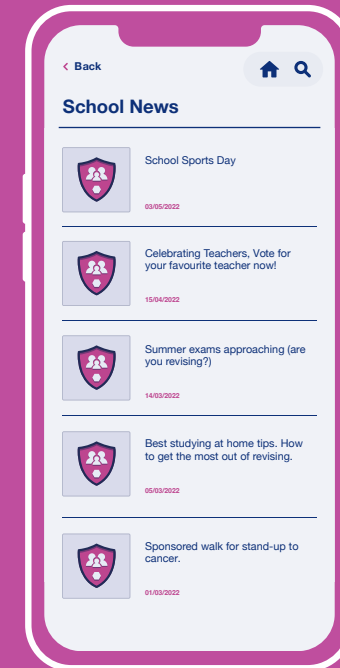 Back
School News
School Sports Day
03/05/2022
Celebrating Teachers, Vote for
your favourite teacher now!
15/04/2022
Summer exams approaching (are
you revising?)
14/03/2022
Best studying at home tips. How
to get the most out of revising.
05/03/2022
Sponsored walk for stand-up to
cancer.
01/03/2022